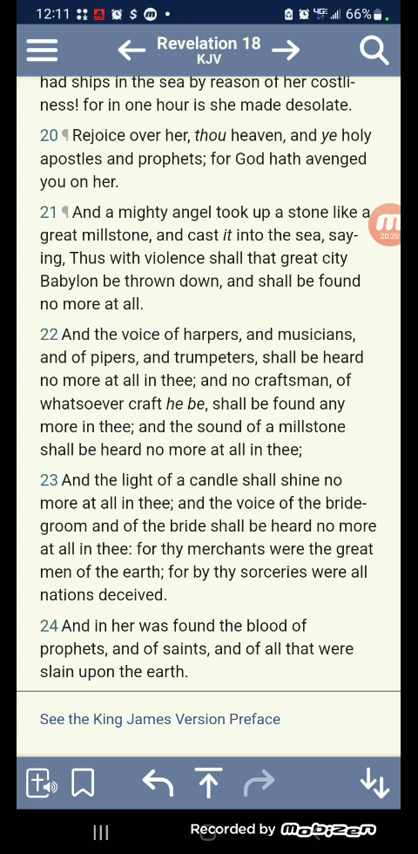 12:11 $ m • 4G 66%
Revelation 18
KJV
had ships in the sea by reason of her costli-
ness! for in one hour is she made desolate.
20 ¶ Rejoice over her, thou heaven, and ye holy
apostles and prophets; for God hath avenged
you on her.
21 ¶ And a mighty angel took up a stone like a
great millstone, and cast it into the sea, say-
ing, Thus with violence shall that great city
Babylon be thrown down, and shall be found
no more at all.
m
20:20
22 And the voice of harpers, and musicians,
and of pipers, and trumpeters, shall be heard
no more at all in thee; and no craftsman, of
whatsoever craft he be, shall be found any
more in thee; and the sound of a millstone
shall be heard no more at all in thee;
23 And the light of a candle shall shine no
more at all in thee; and the voice of the bride-
groom and of the bride shall be heard no more
at all in thee: for thy merchants were the great
men of the earth; for by thy sorceries were all
nations deceived.
24 And in her was found the blood of
prophets, and of saints, and of all that were
slain upon the earth.
See the King James Version Preface
Recorded by mobizen